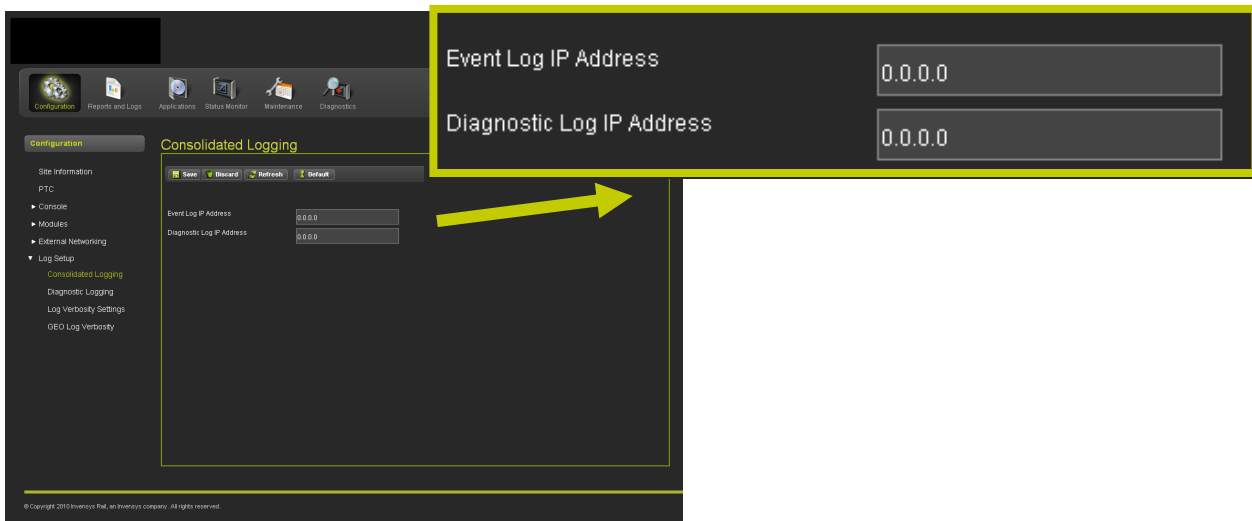 Configuration
Reports and Logs
Applications
Status Monitor
Maintenance
Diagnostics
Configuration
Site Information
PTC
Console
Modules
External Networking
Log Setup
Consolidated Logging
Diagnostic Logging
Log Verbosity Settings
GEO Log Verbosity
Consolidated Logging
Save Discard Refresh Default
Event Log IP Address 0.0.0.0
Diagnostic Log IP Address 0.0.0.0
Event Log IP Address 0.0.0.0
Diagnostic Log IP Address 0.0.0.0
© Copyright 2010 Invensys Rail, an Invensys company. All rights reserved.